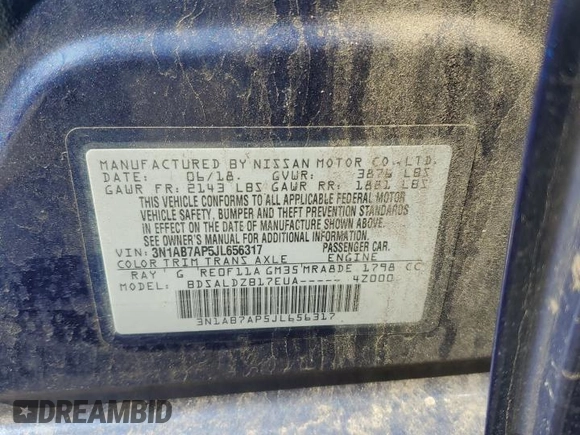 MANUFACTURED BY NISSAN MOTOR CO.,LTD.
DATE: 06/18. GVWR: 3876 LBS
GAWR FR: 2143 LBS GAWR RR: 1881 LBS
THIS VEHICLE CONFORMS TO ALL APPLICABLE FEDERAL MOTOR
VEHICLE SAFETY, BUMPER AND THEFT PREVENTION STANDARDS
IN EFFECT ON THE DATE OF MANUFACTURE SHOWN ABOVE.
SEE OWNER'S MANUAL OR ADDITIONAL INFORMATION
VIN: 3N1AB7AP5JL656317 PASSENGER CAR.
COLOR TRIM TRANS AXLE ENGINE
RAY G RE0F11A GM35 MRA8DE 1798 CC
MODEL: BDSALDZB17EUA----- 4Z000
3N1AB7AP5JL656317
DREAMBID